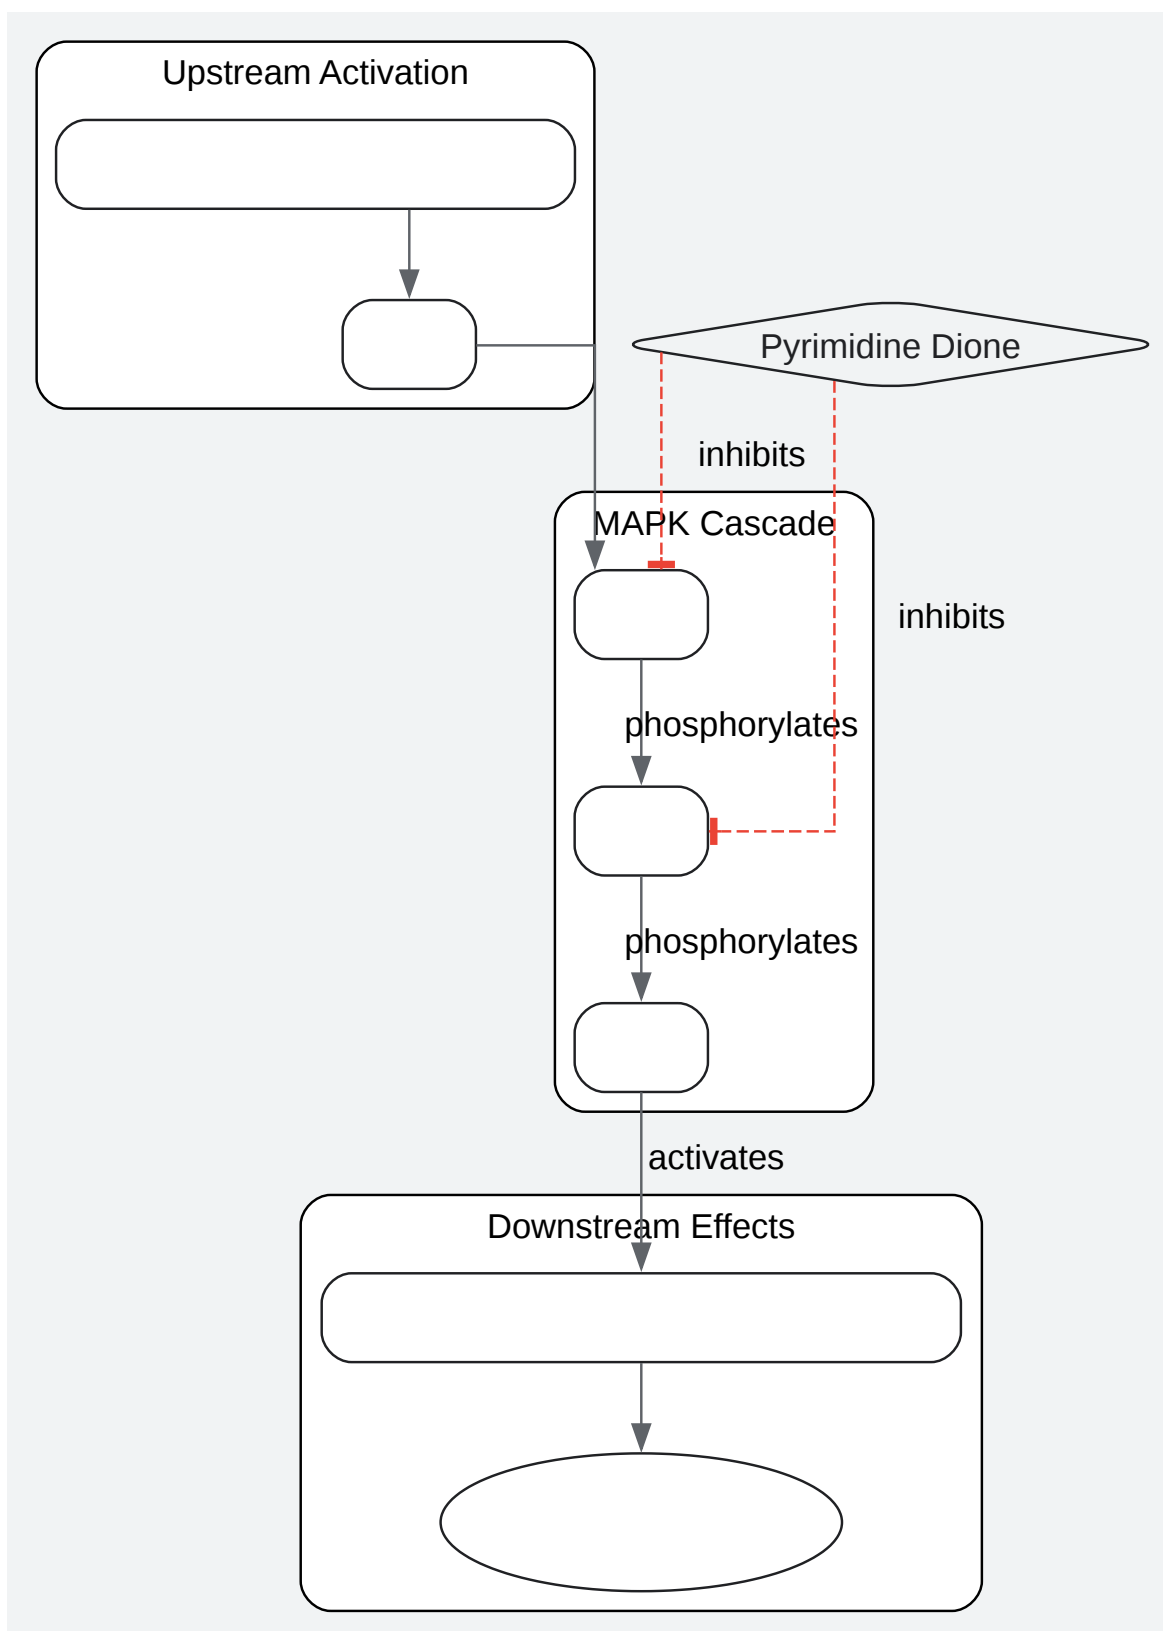 Upstream Activation
Pyrimidine Dione
inhibits
MAPK Cascade
inhibits
phosphorylates
phosphorylates
activates
Downstream Effects